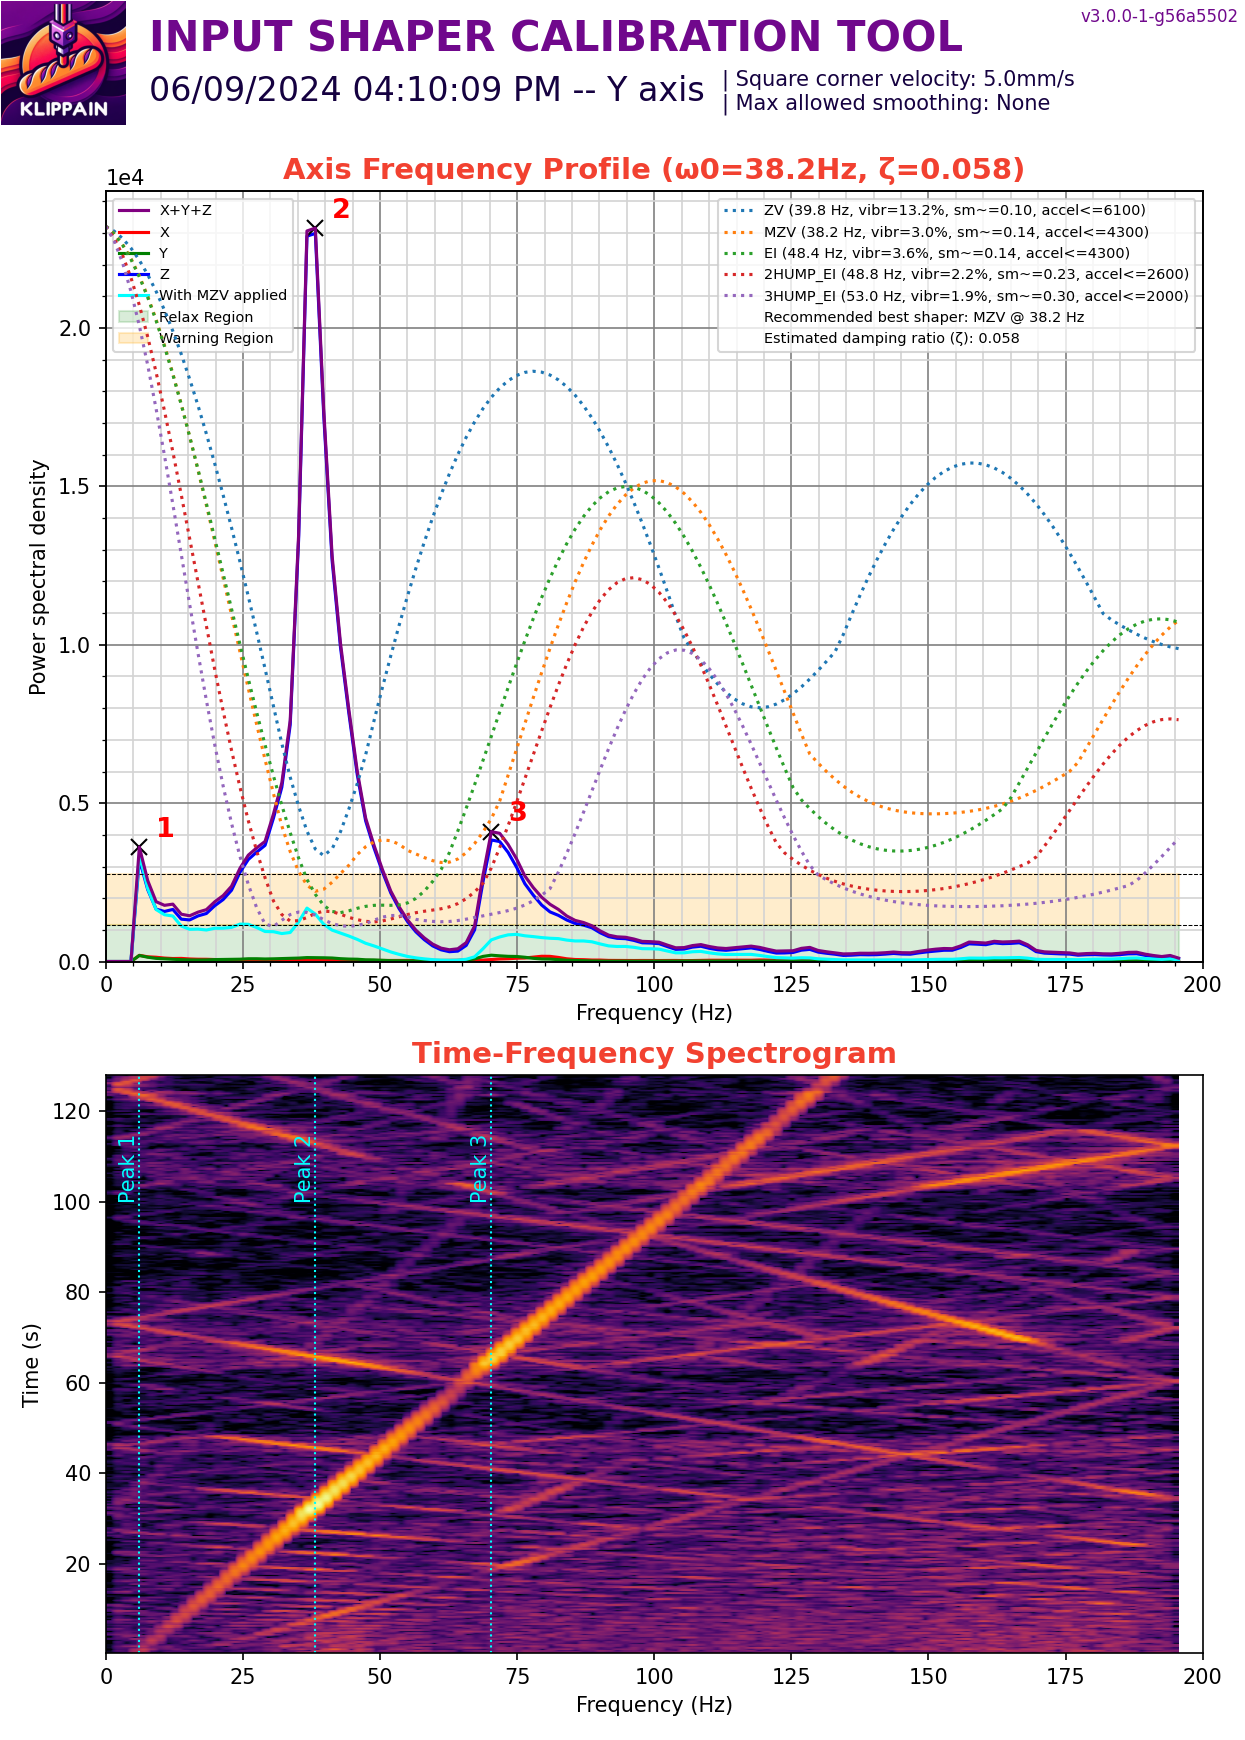 INPUT SHAPER CALIBRATION TOOL
v3.0.0-1-g56a5502
KLIPPAIN
06/09/2024 04:10:09 PM -- Y axis
| Square corner velocity: 5.0mm/s
| Max allowed smoothing: None
Axis Frequency Profile (ω0=38.2Hz, ζ=0.058)
1e4
X+Y+Z
X
Y
Z
With MZV applied
Relax Region
Warning Region
ZV (39.8 Hz, vibr=13.2%, sm~=0.10, accel<=6100)
MZV (38.2 Hz, vibr=3.0%, sm~=0.14, accel<=4300)
EI (48.4 Hz, vibr=3.6%, sm~=0.14, accel<=4300)
2HUMP_EI (48.8 Hz, vibr=2.2%, sm~=0.23, accel<=2600)
3HUMP_EI (53.0 Hz, vibr=1.9%, sm~=0.30, accel<=2000)
Recommended best shaper: MZV @ 38.2 Hz
Estimated damping ratio (ζ): 0.058
2
1
3
Power spectral density
2.0
1.5
1.0
0.5
0.0
0 25 50 75 100 125 150 175 200
Frequency (Hz)
Time-Frequency Spectrogram
Peak 1
Peak 2
Peak 3
Time (s)
120
100
80
60
40
20
0 25 50 75 100 125 150 175 200
Frequency (Hz)